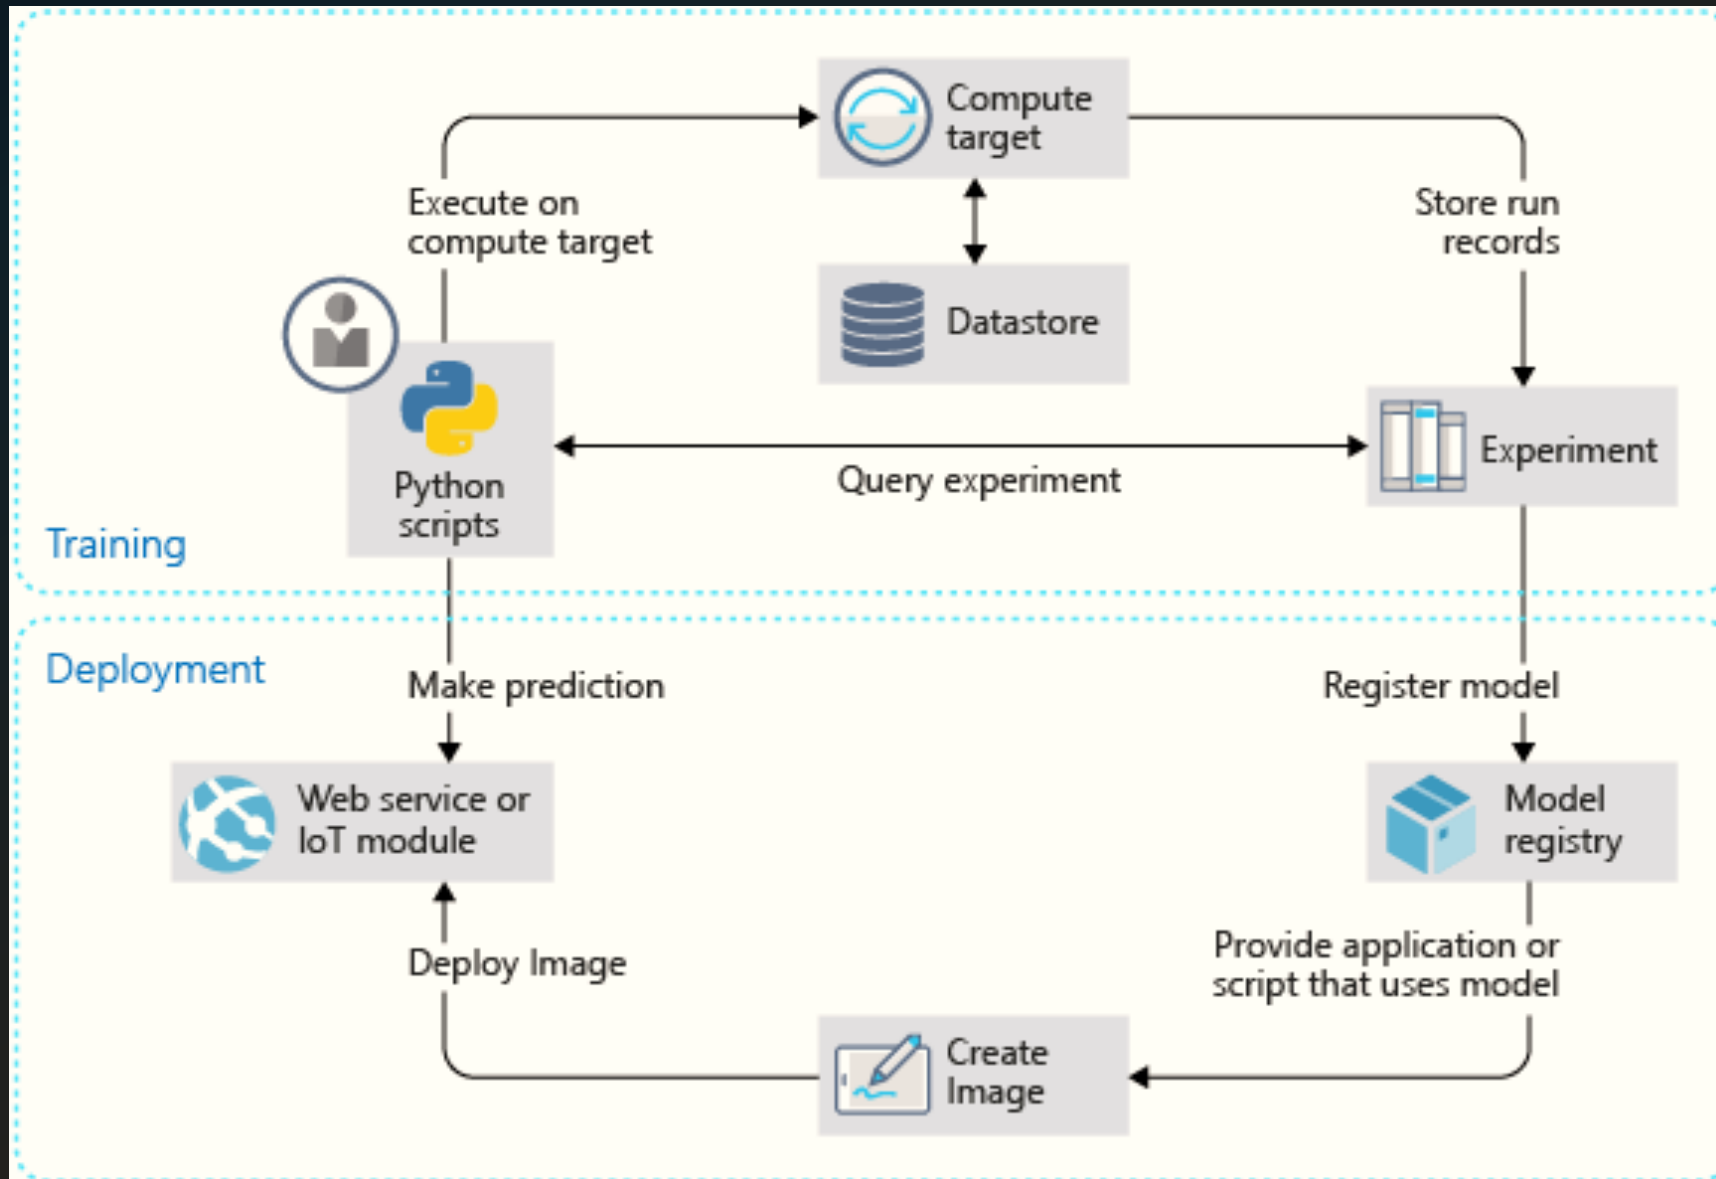 Compute
target
Execute on
compute target
Store run
records
Datastore
Python
scripts
Query experiment
Experiment
Training
Deployment
Make prediction
Register model
Web service or
IoT module
Model
registry
Deploy Image
Provide application or
script that uses model
Create
Image